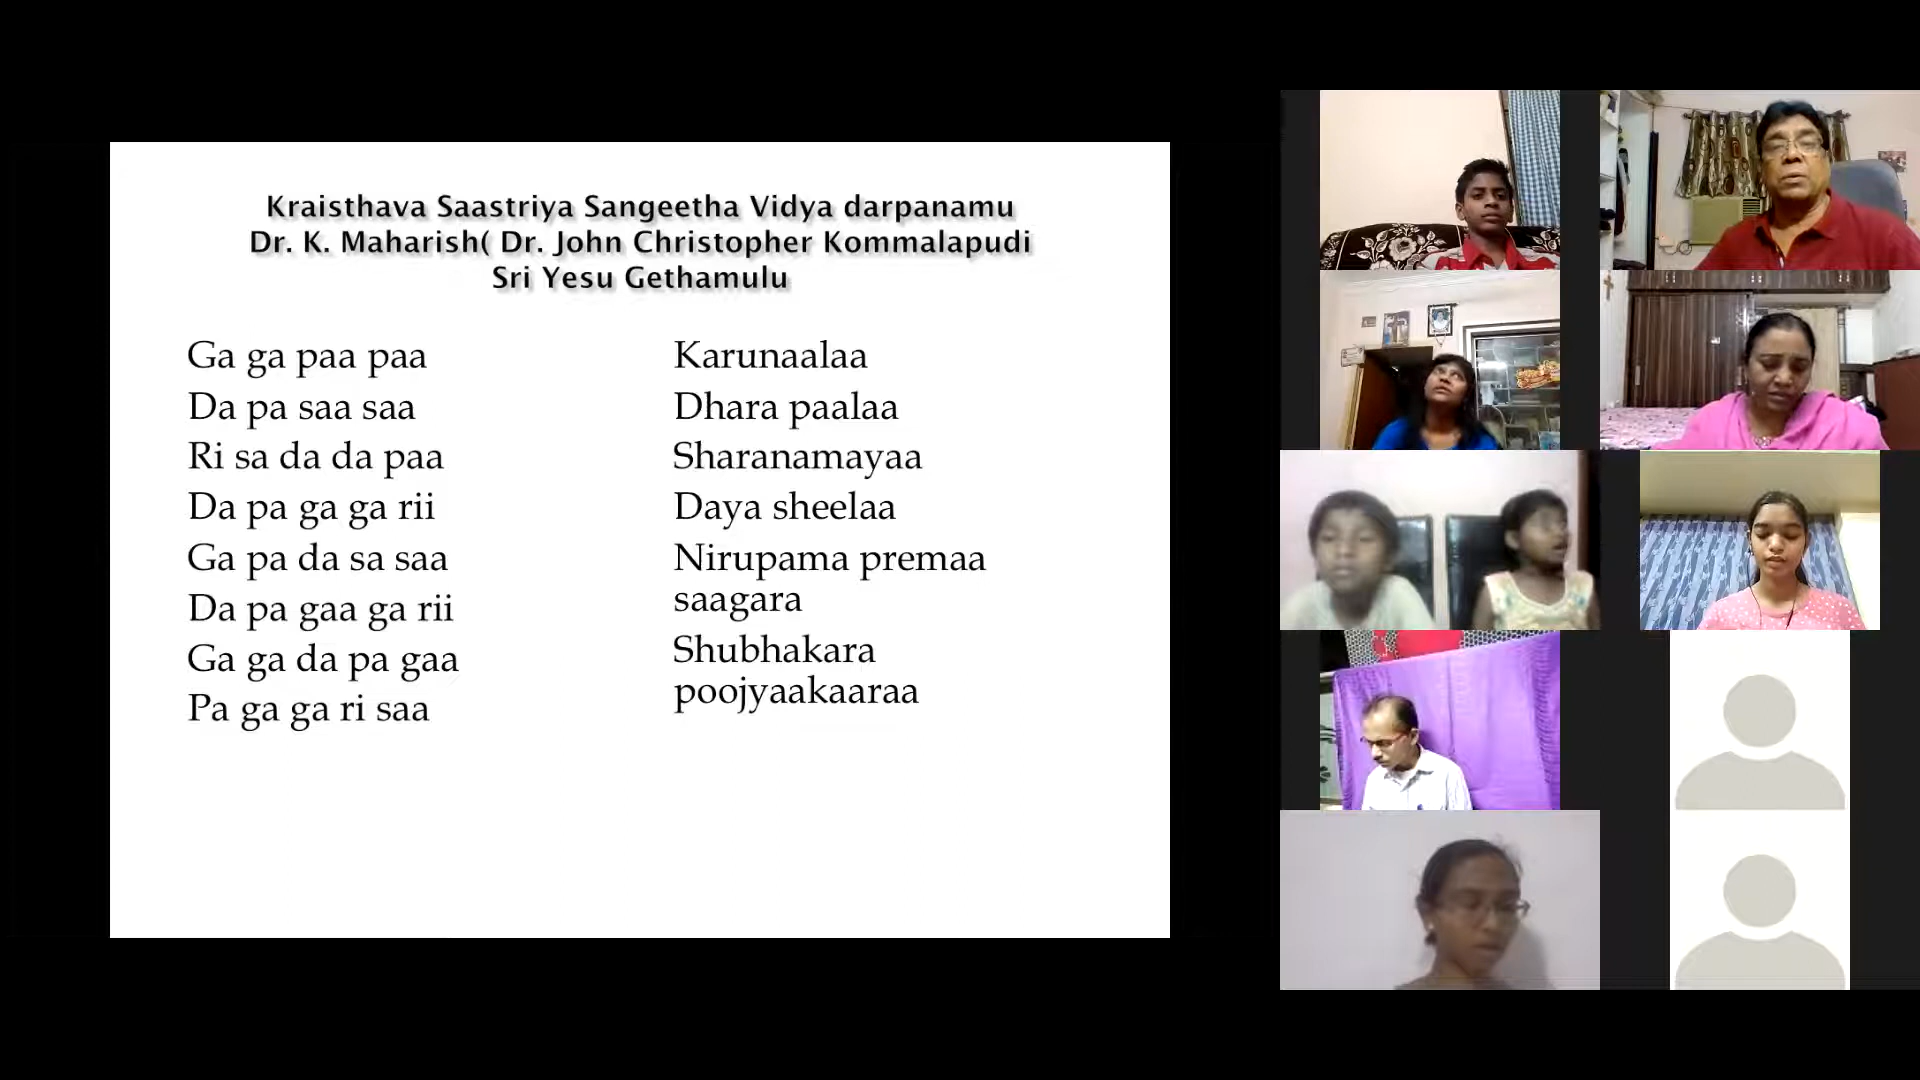 Kraisthava Saastriya Sangeetha Vidya darpanamu
Dr. K. Maharish( Dr. John Christopher Kommalapudi
Sri Yesu Gethamulu
Ga ga paa paa
Da pa saa saa
Ri sa da da paa
Da pa ga ga rii
Ga pa da sa saa
Da pa gaa ga rii
Ga ga da pa gaa
Pa ga ga ri saa
Karunaalaa
Dhara paalaa
Sharanamayaa
Daya sheelaa
Nirupama premaa
saagara
Shubhakara
poojyaakaaraa